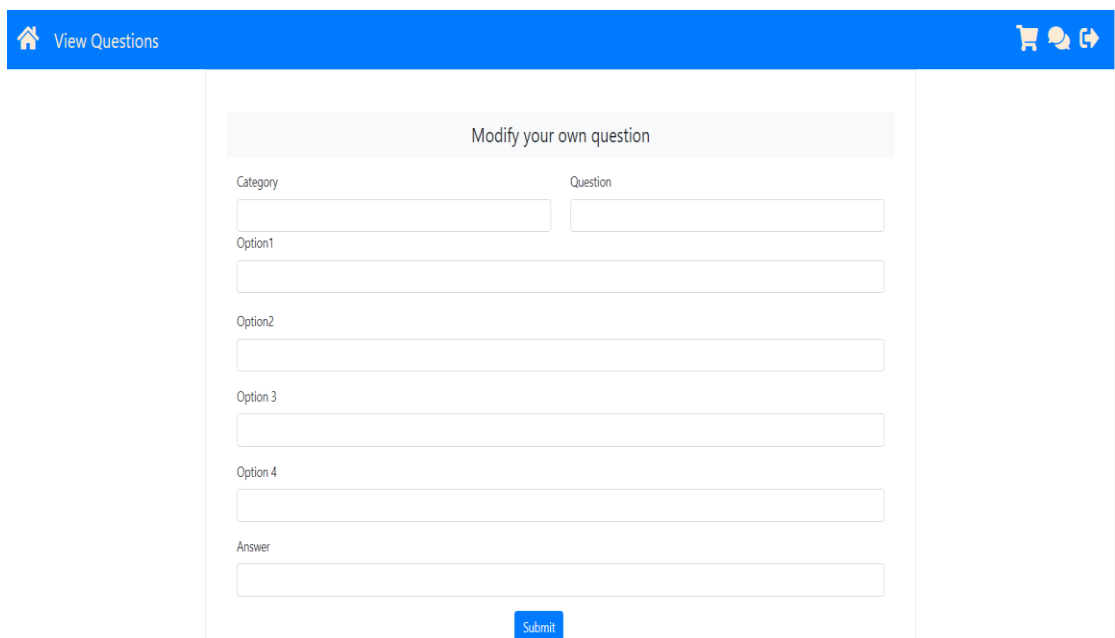 View Questions
Modify your own question
Category Question
Option1
Option2
Option 3
Option 4
Answer
Submit